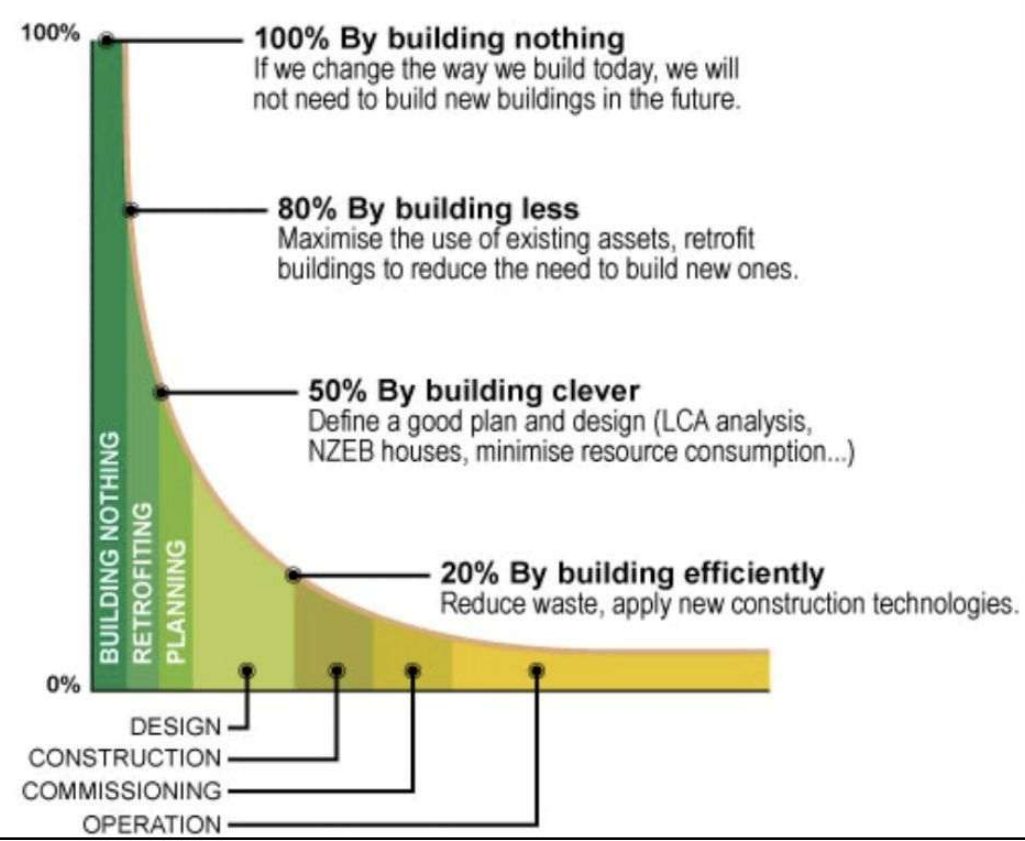 100%
100% By building nothing
If we change the way we build today, we will
not need to build new buildings in the future.
80% By building less
Maximise the use of existing assets, retrofit
buildings to reduce the need to build new ones.
50% By building clever
Define a good plan and design (LCA analysis,
NZEB houses, minimise resource consumption...)
20% By building efficiently
Reduce waste, apply new construction technologies.
BUILDING NOTHING
RETROFITING
PLANNING
0%
DESIGN
CONSTRUCTION
COMMISSIONING
OPERATION